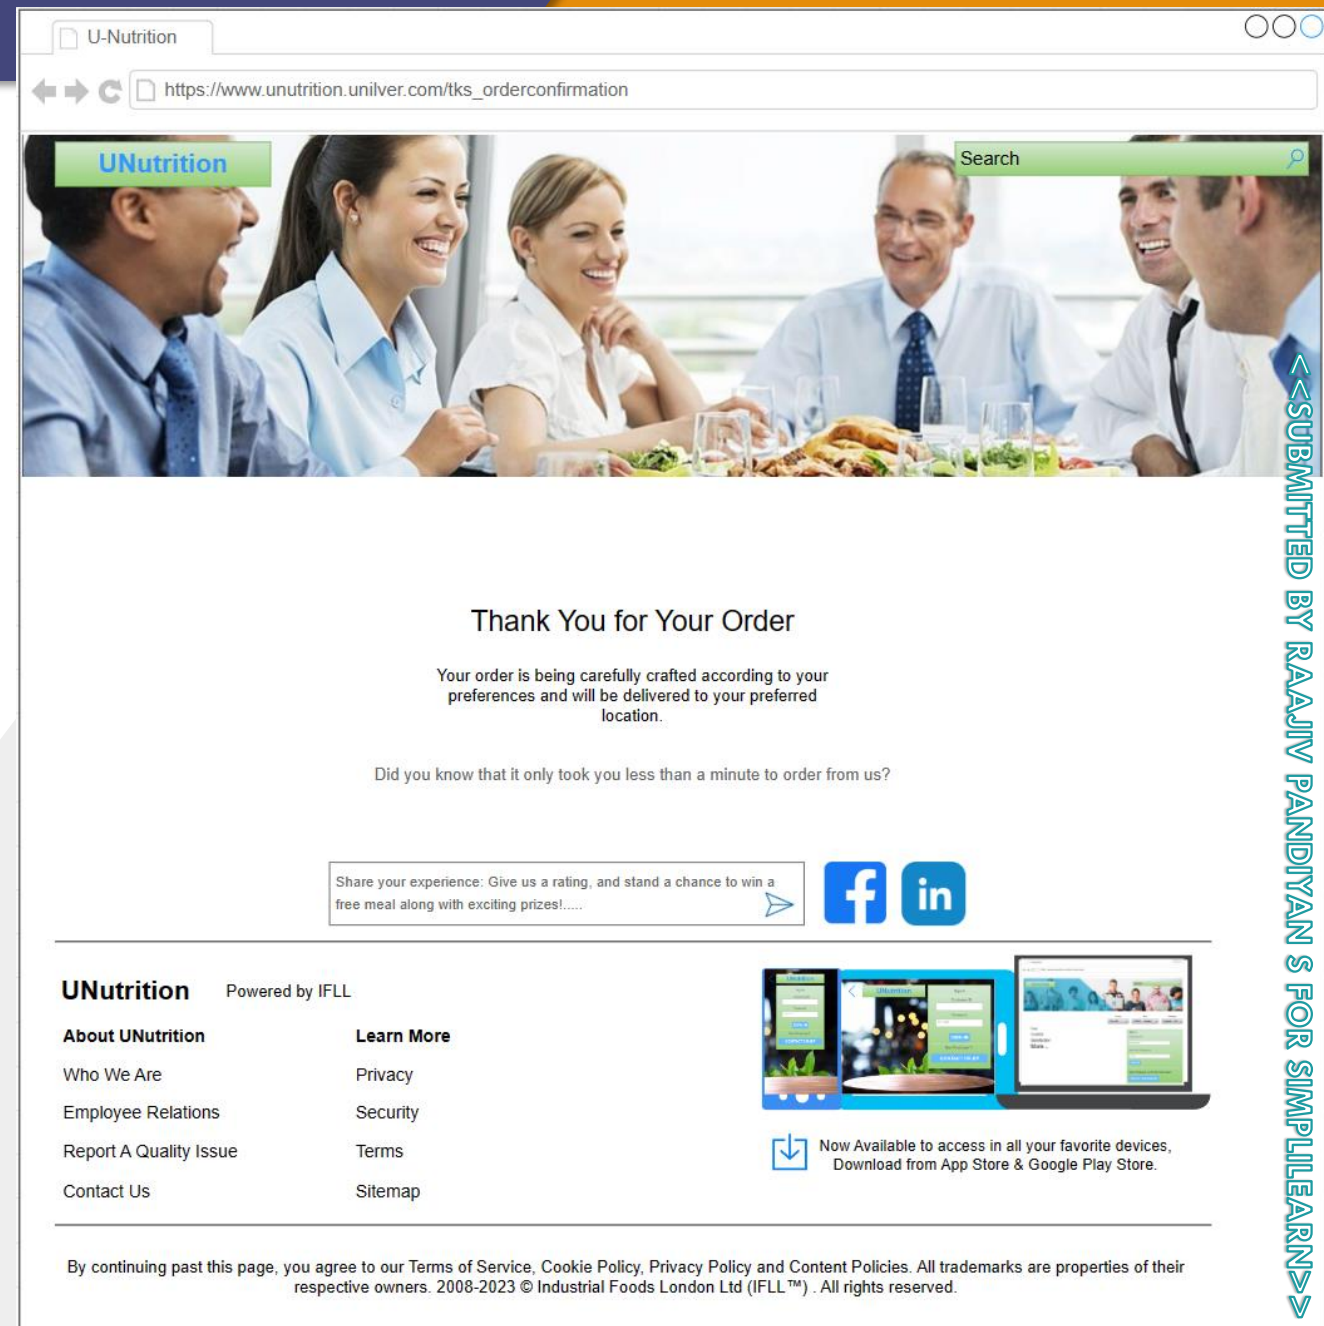 U-Nutrition
https://www.unutrition.unilver.com/tks_orderconfirmation
UNutrition
Search
Thank You for Your Order
Your order is being carefully crafted according to your
preferences and will be delivered to your preferred
location.
Did you know that it only took you less than a minute to order from us?
Share your experience: Give us a rating, and stand a chance to win a
free meal along with exciting prizes!.....
f
in
UNutrition
Powered by IFLL
About UNutrition
Learn More
Who We Are
Privacy
Employee Relations
Security
Report A Quality Issue
Terms
Contact Us
Sitemap
UNutrition
Now Available to access in all your favorite devices,
Download from App Store & Google Play Store.
By continuing past this page, you agree to our Terms of Service, Cookie Policy, Privacy Policy and Content Policies. All trademarks are properties of their
respective owners. 2008-2023 © Industrial Foods London Ltd (IFLL™) . All rights reserved.
<<SUBMITTED BY RAAJIV PANDIYAN S FOR SIMPLILEARN>>